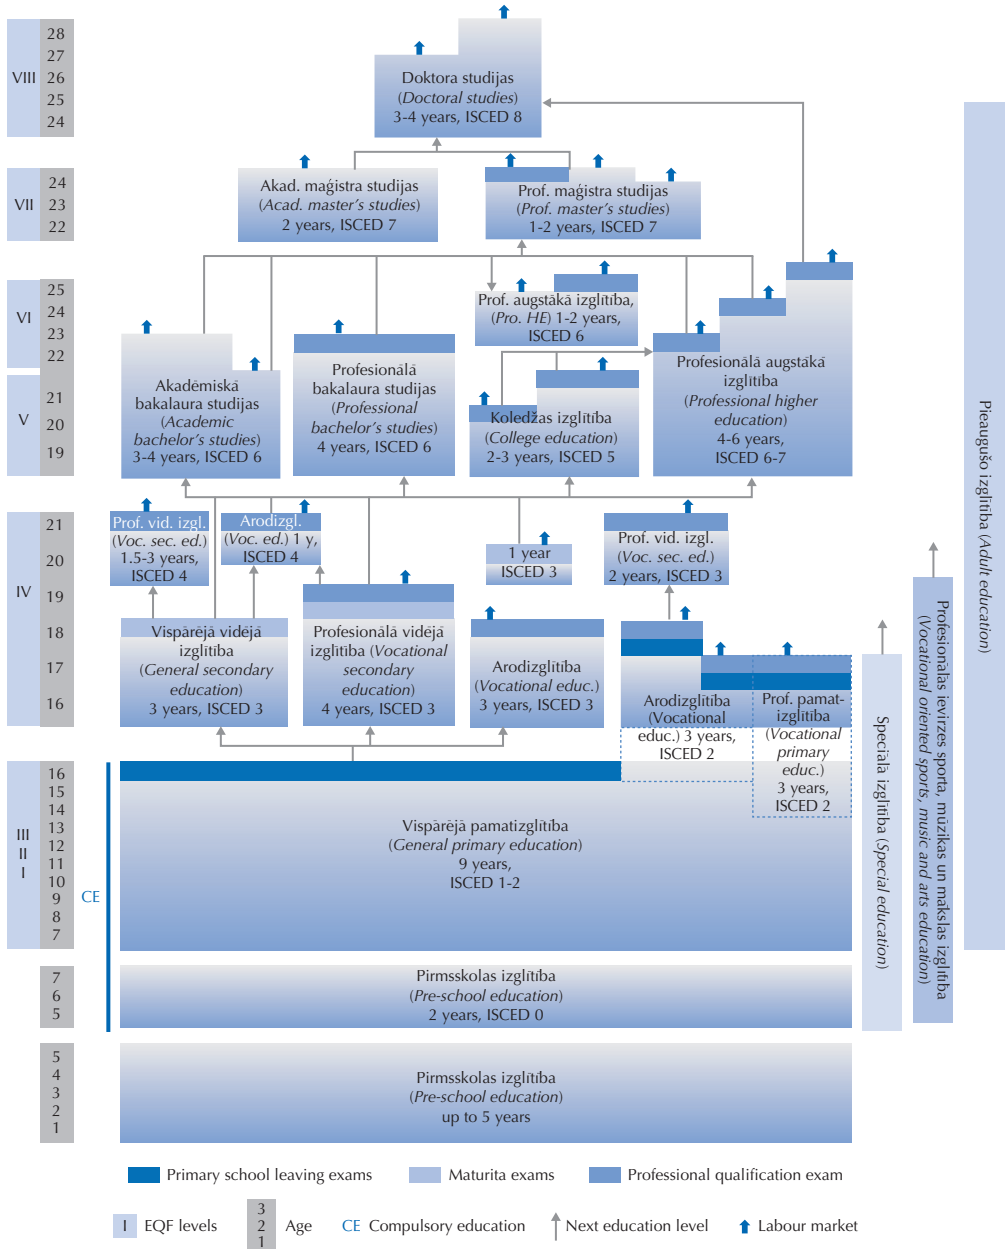 VIII
28
27
26
25
24
Doktora studijas
(Doctoral studies)
3-4 years, ISCED 8
VII
24
23
22
Akad. maģistra studijas
(Acad. master's studies)
2 years, ISCED 7
Prof. maģistra studijas
(Prof. master's studies)
1-2 years, ISCED 7
VI
25
24
23
22
Prof. augstākā izglītība,
(Pro. HE) 1-2 years,
ISCED 6
V
21
20
19
Akadēmiskā
bakalaura studijas
(Academic
bachelor's studies)
3-4 years, ISCED 6
Profesionālā
bakalaura studijas
(Professional
bachelor's studies)
4 years, ISCED 6
Koledžas izglītība
(College education)
2-3 years, ISCED 5
Profesionālā augstākā
izglītība
(Professional higher
education)
4-6 years,
ISCED 6-7
IV
21
20
19
18
17
16
Prof. vid. izgl.
(Voc. sec. ed.)
1.5-3 years,
ISCED 4
Arodizgl.
(Voc. ed.) 1 y,
ISCED 4
1 year
ISCED 3
Prof. vid. izgl.
(Voc. sec. ed.)
2 years, ISCED 3
Vispārējā vidējā
izglītība
(General secondary
education)
3 years, ISCED 3
Profesionālā vidējā
izglītība (Vocational
secondary
education)
4 years, ISCED 3
Arodizglītība
(Vocational educ.)
3 years, ISCED 3
Arodizglītība
(Vocational
educ.) 3 years,
ISCED 2
Prof. pamat-
izglītība
(Vocational
primary
educ.)
3 years,
ISCED 2
III
II
I
16
15
14
13
12
11
10
9
8
7
CE
Vispārējā pamatizglītība
(General primary education)
9 years,
ISCED 1-2
7
6
5
Pirmsskolas izglītība
(Pre-school education)
2 years, ISCED 0
5
4
3
2
1
Pirmsskolas izglītība
(Pre-school education)
up to 5 years
Speciālā izglītība (Special education)
Profesionālas ievirzes sporta, mūzikas un mākslas izglītība
(Vocational oriented sports, music and arts education)
Pieaugušo izglītība (Adult education)
Primary school leaving exams
Maturita exams
Professional qualification exam
I EQF levels
3
2
1
Age
CE Compulsory education
Next education level
Labour market